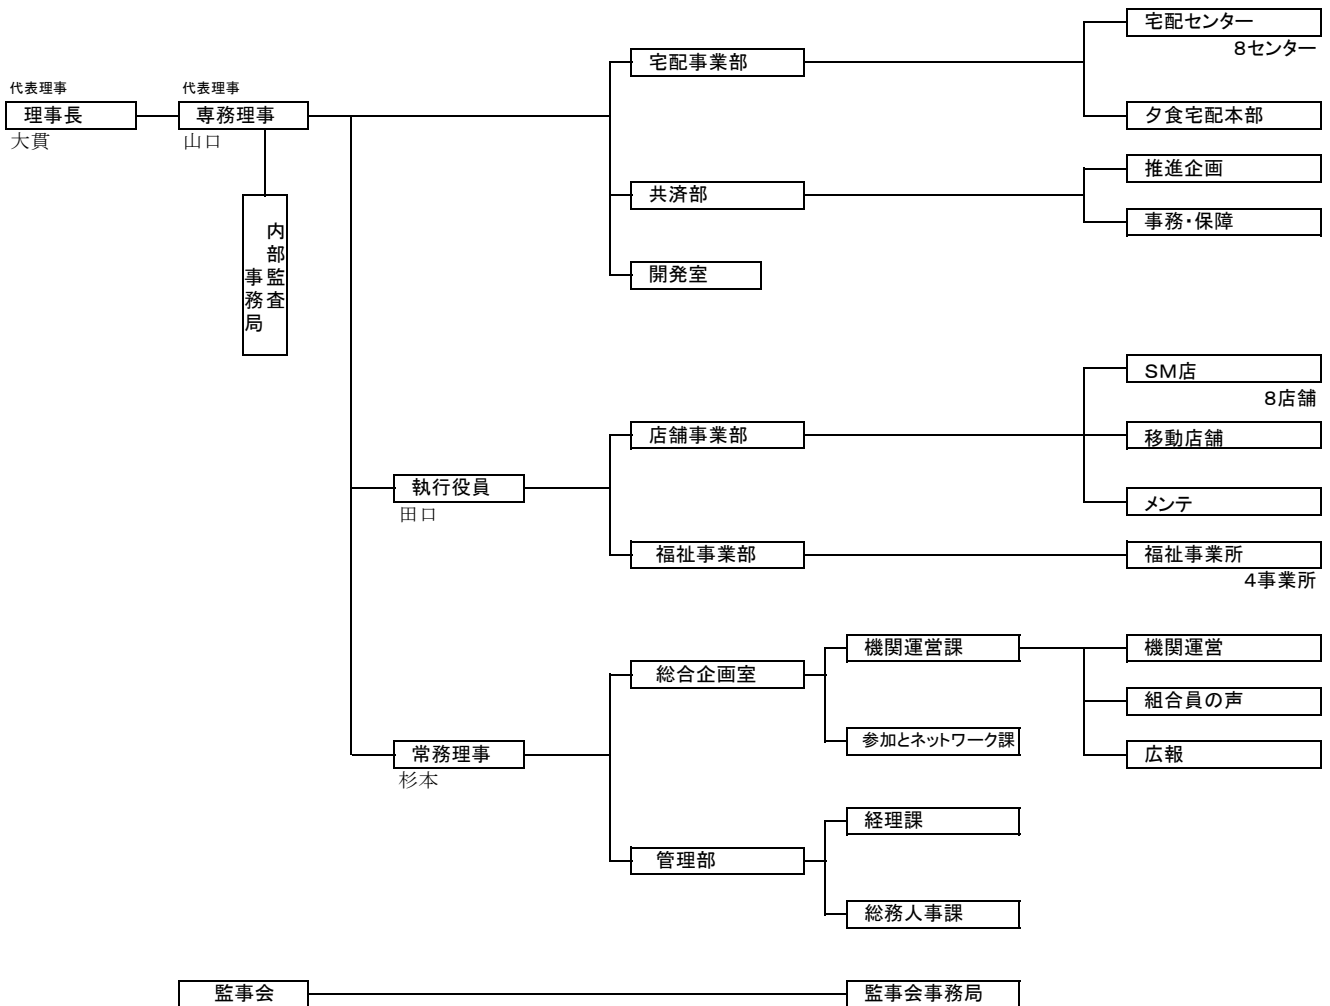 宅配センター
8センター
宅配事業部
代表理事
代表理事
理事長
専務理事
夕食宅配本部
大貫
山口
推進企画
共済部
事務・保障
内部監査
事務局
開発室
SM店
8店舗
店舗事業部
移動店舗
執行役員
田口
メンテ
福祉事業部
福祉事業所
4事業所
機関運営課
機関運営
総合企画室
組合員の声
参加とネットワーク課
広報
常務理事
杉本
経理課
管理部
総務人事課
監事会
監事会事務局